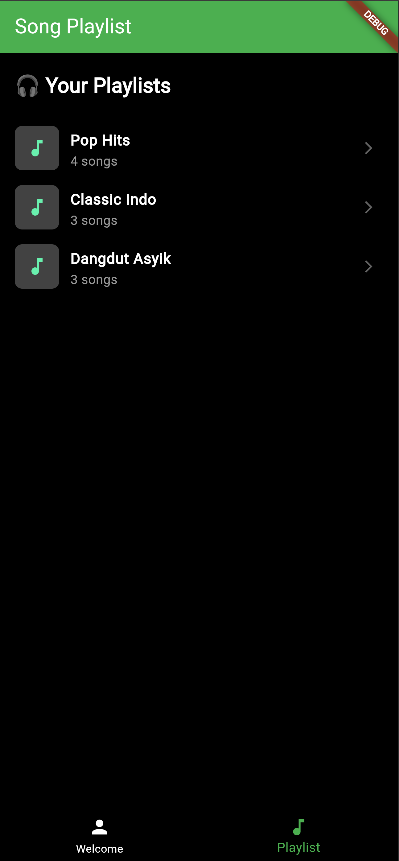 Song Playlist
DEBUG
🎧 Your Playlists
Pop Hits
4 songs
Classic Indo
3 songs
Dangdut Asyik
3 songs
Welcome
Playlist